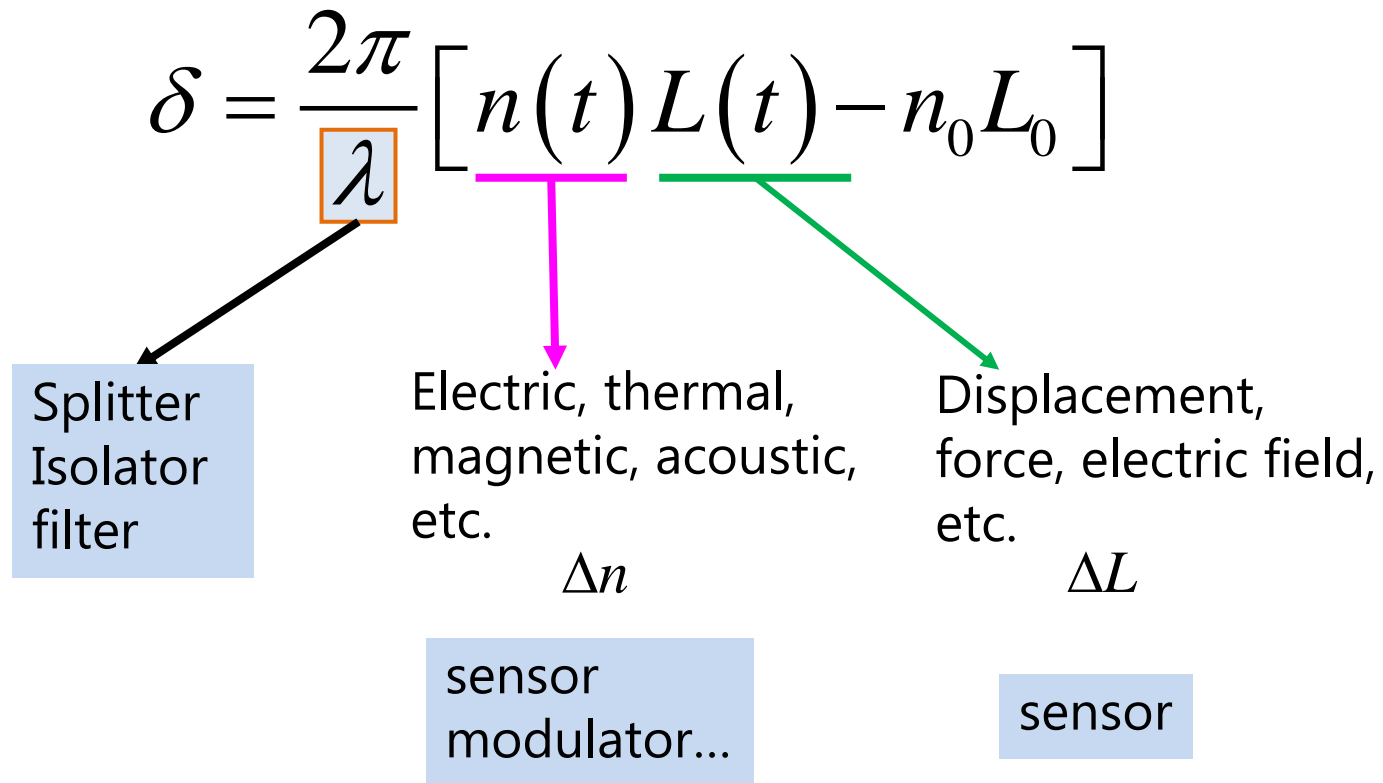 δ = 2π/λ [n(t)L(t) − n₀L₀]
Splitter
Isolator
filter
Electric, thermal,
magnetic, acoustic,
etc.
Δn
sensor
modulator…
Displacement,
force, electric field,
etc.
ΔL
sensor